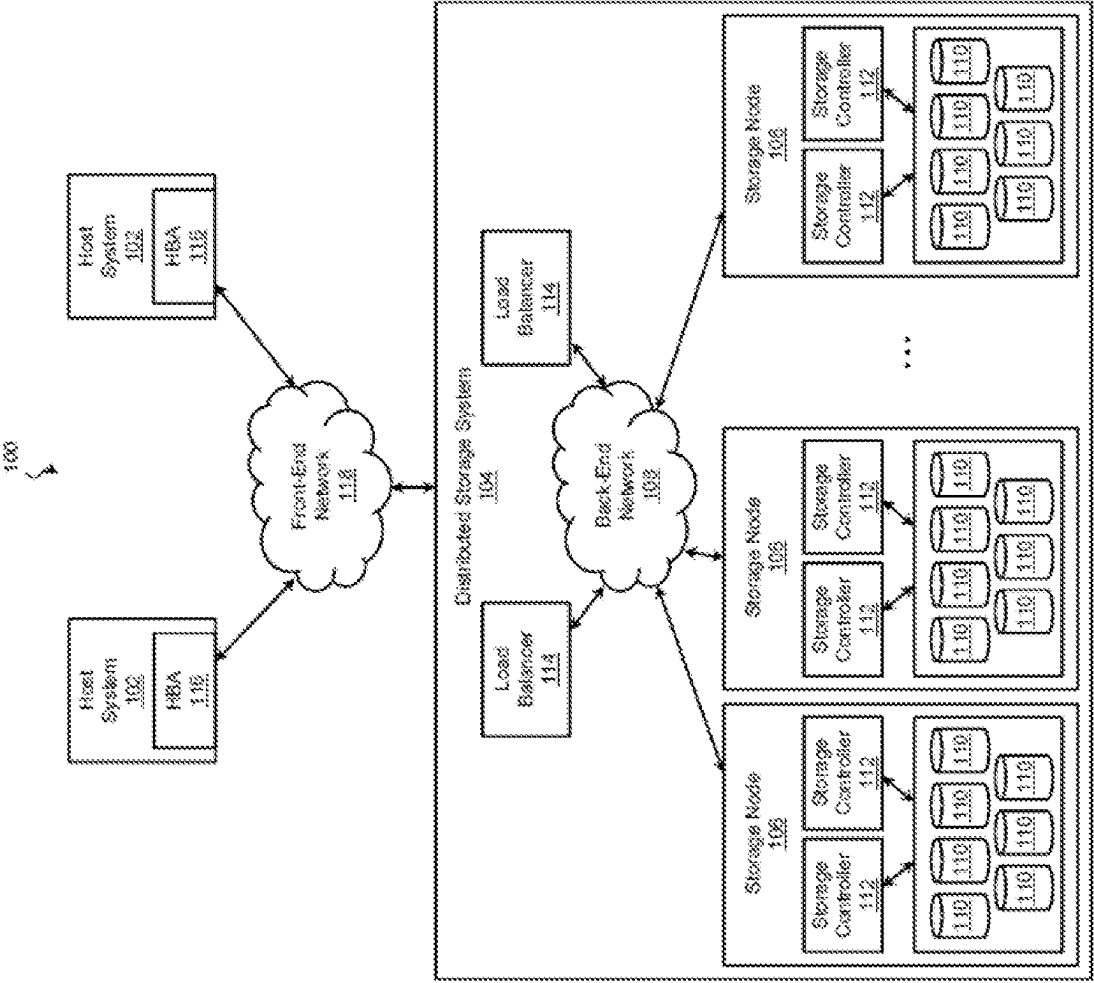 100
Host
System
102
HBA
116
Host
System
102
HBA
116
Front-End
Network
118
Distributed Storage System
104
Load
Balancer
114
Load
Balancer
114
Back-End
Network
108
Storage Node
106
Storage
Controller
112
Storage
Controller
112
110
110
110
110
110
110
110
Storage Node
106
Storage
Controller
112
Storage
Controller
112
110
110
110
110
110
110
110
...
Storage Node
106
Storage
Controller
112
Storage
Controller
112
110
110
110
110
110
110
110